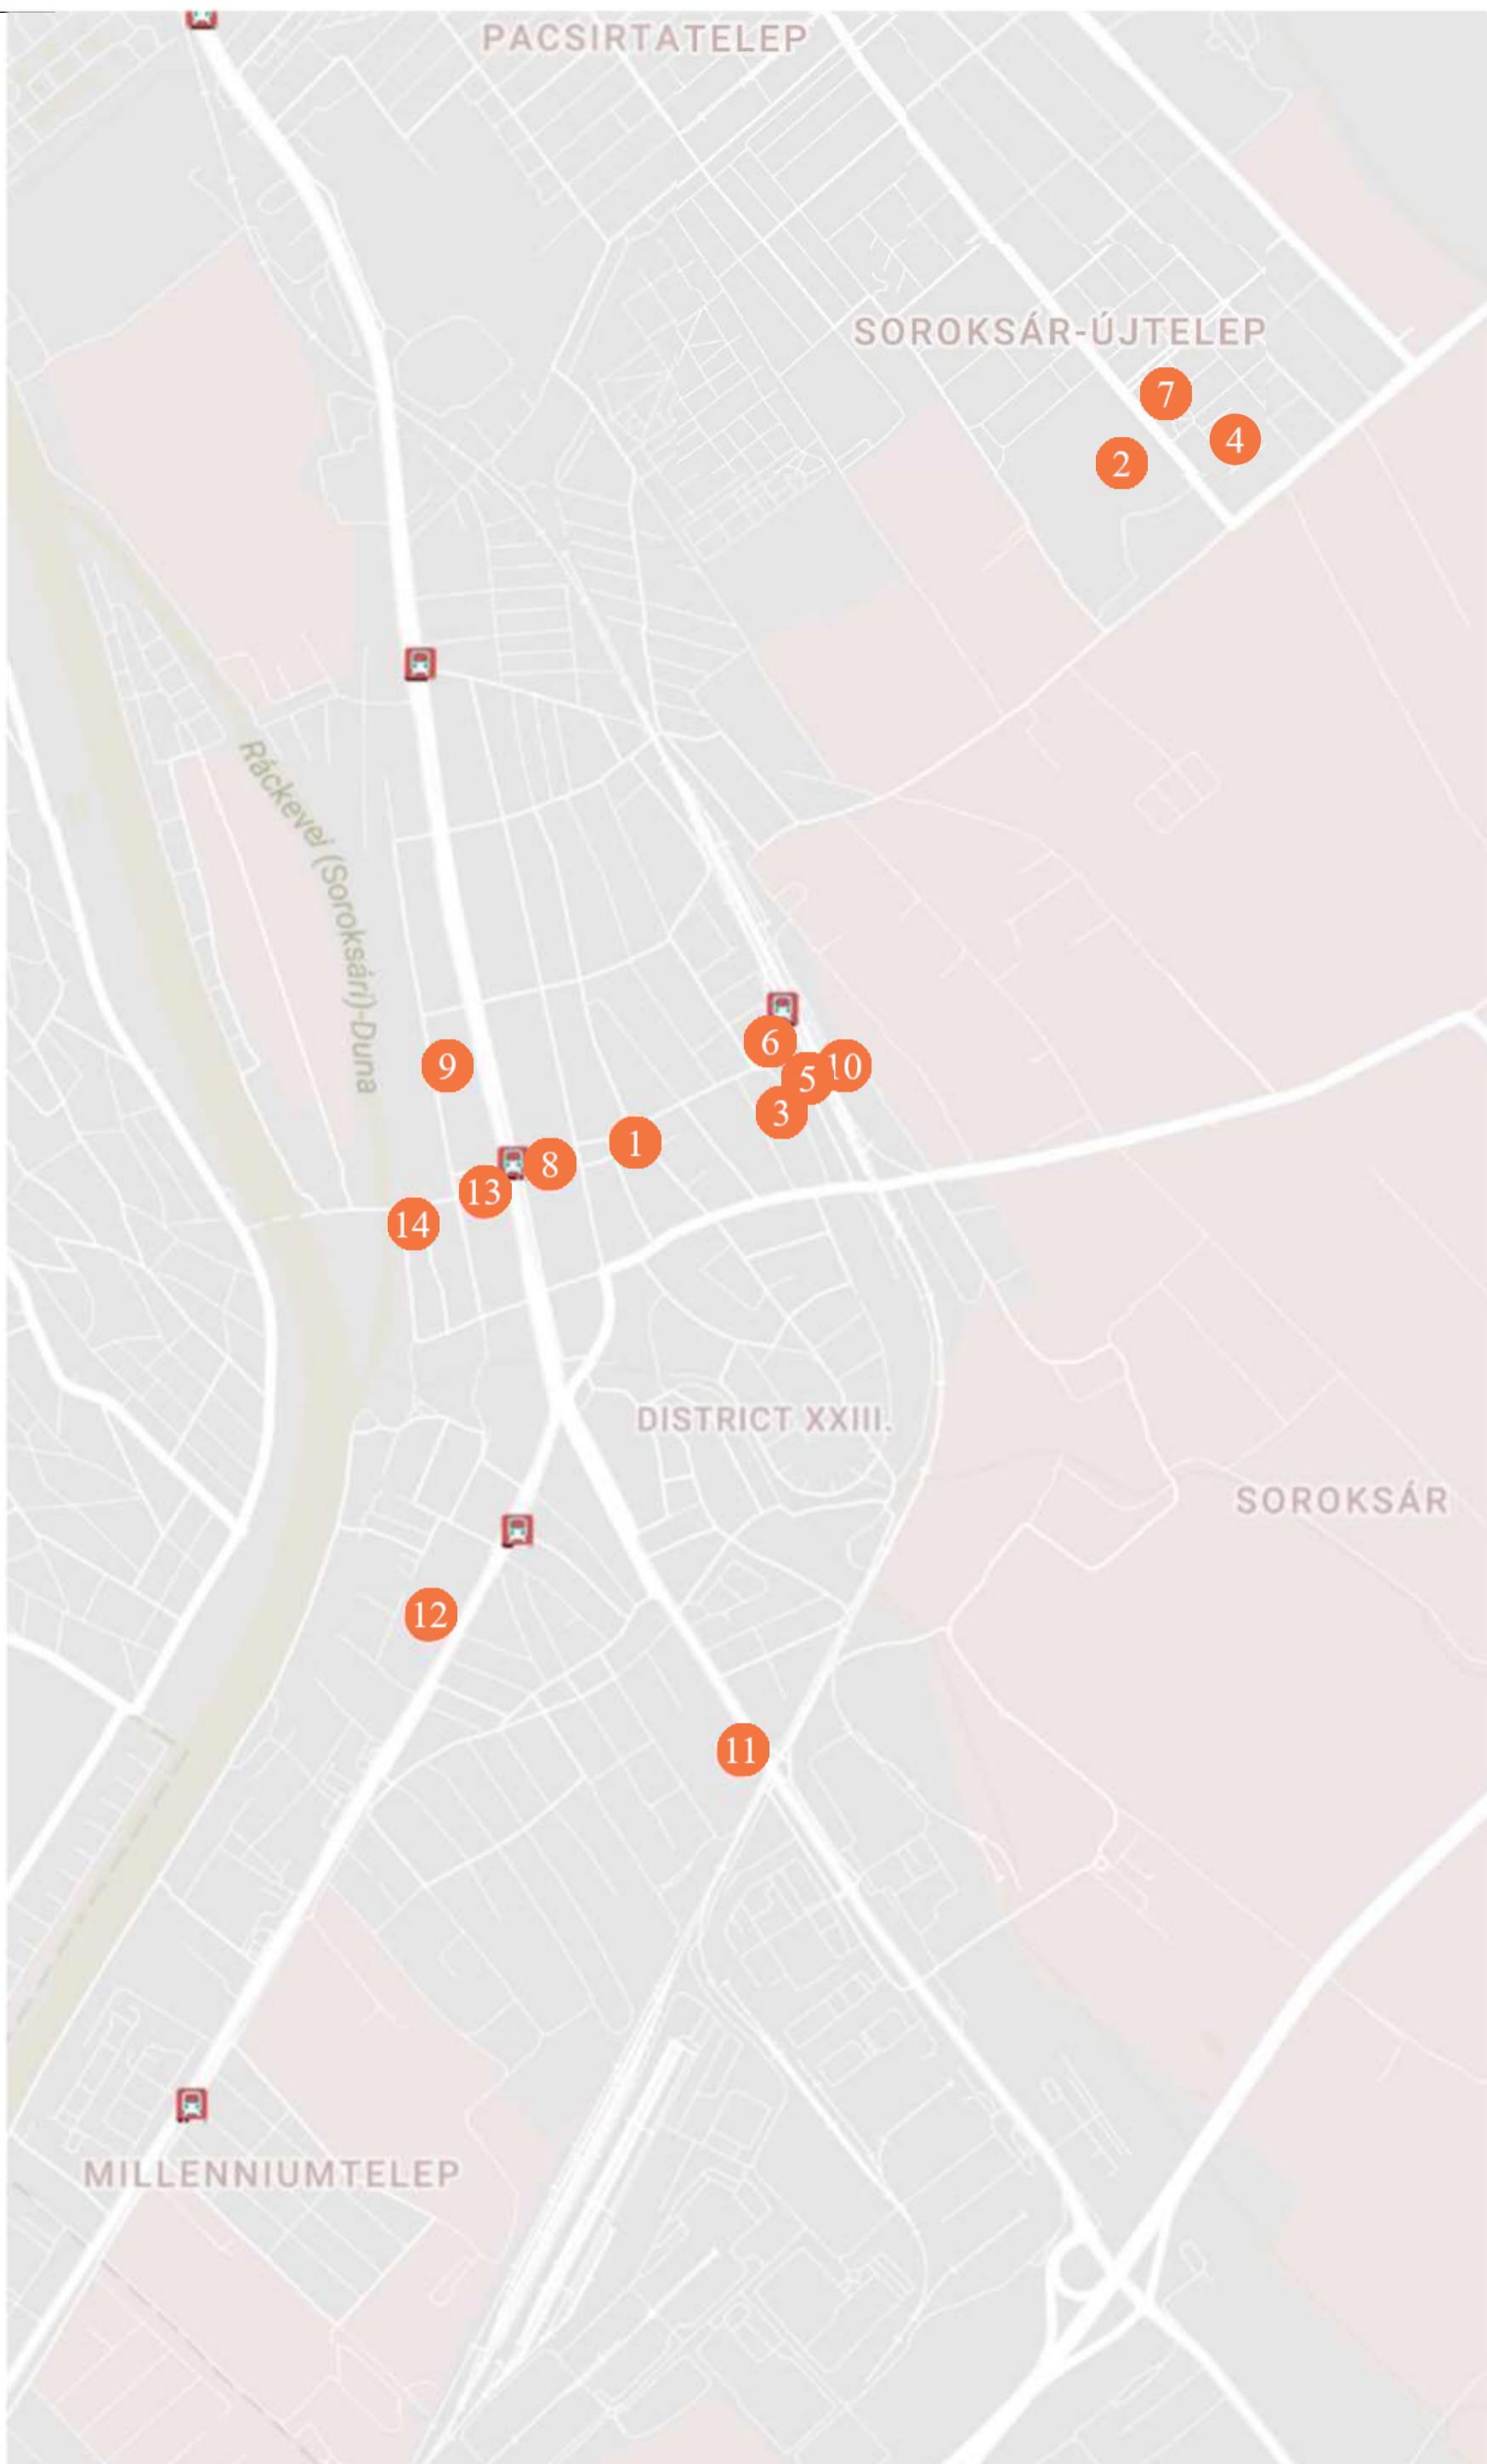 PACSIRTATELEP
SOROKSÁR-ÚJTELEP
7
4
2
Ráckevei (Soroksári)-Duna
6
9
5
10
3
1
8
13
14
DISTRICT XXIII.
SOROKSÁR
12
11
MILLENNIUMTELEP